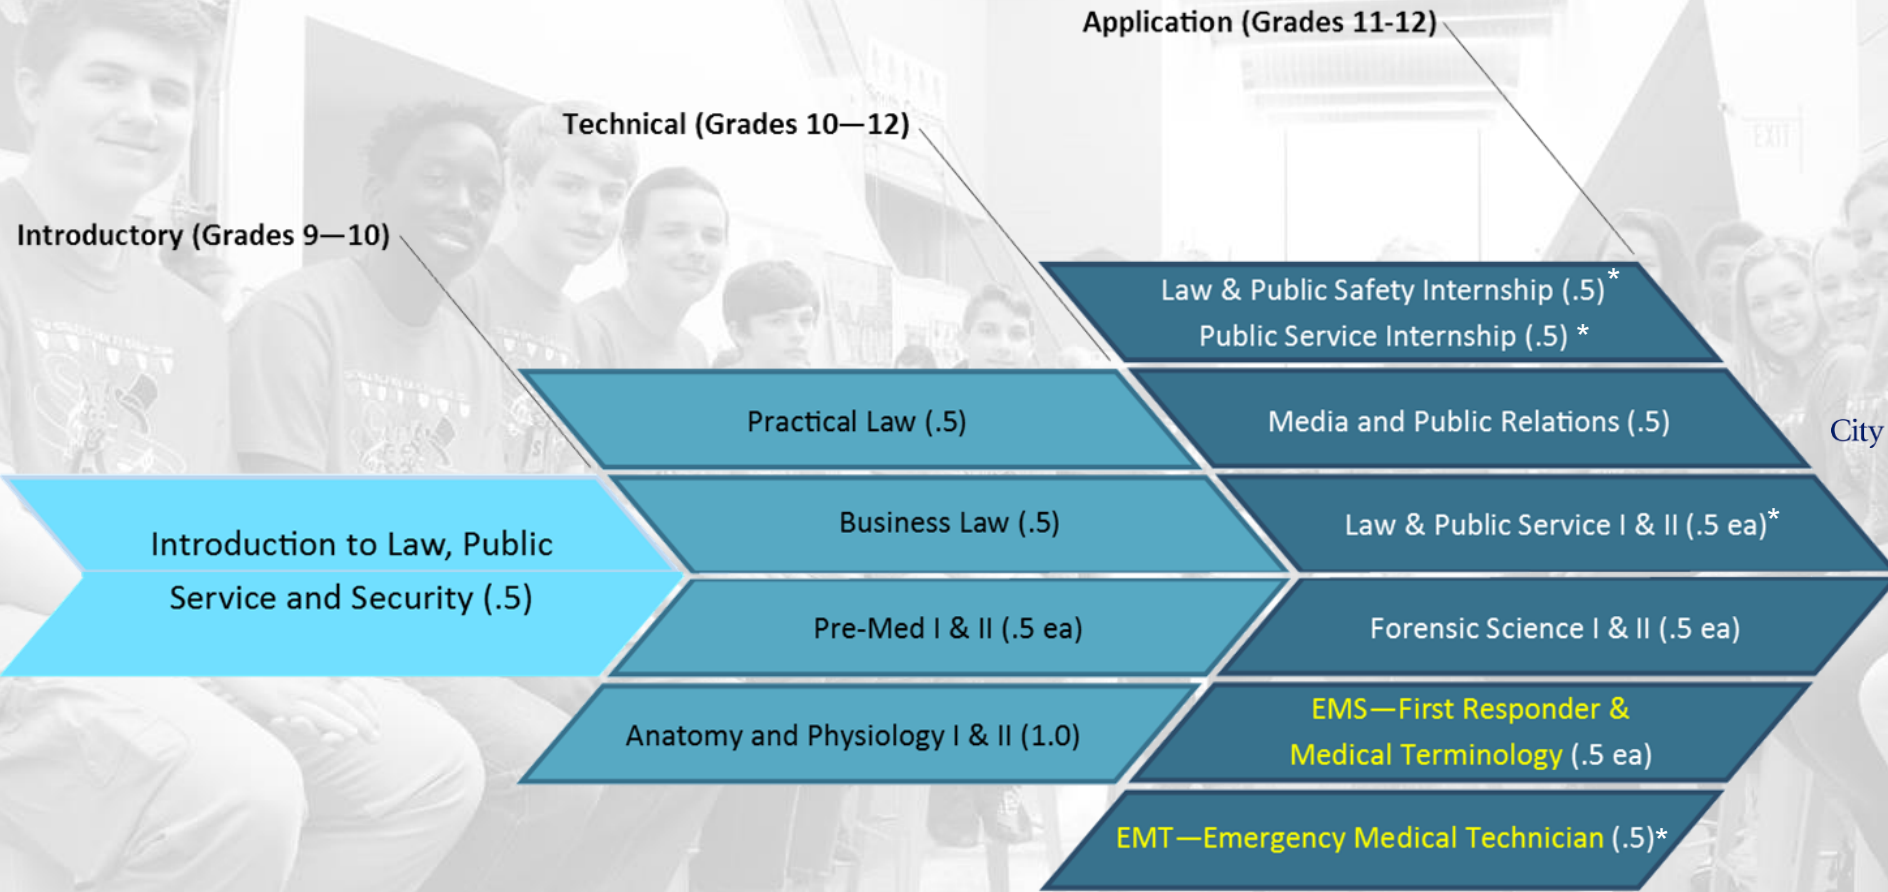 Application (Grades 11-12)
Technical (Grades 10—12)
Introductory (Grades 9—10)
Introduction to Law, Public
Service and Security (.5)
Practical Law (.5)
Business Law (.5)
Pre-Med I & II (.5 ea)
Anatomy and Physiology I & II (1.0)
Law & Public Safety Internship (.5)*
Public Service Internship (.5) *
Media and Public Relations (.5)
Law & Public Service I & II (.5 ea)*
Forensic Science I & II (.5 ea)
EMS—First Responder &
Medical Terminology (.5 ea)
EMT—Emergency Medical Technician (.5)*
City
EXIT